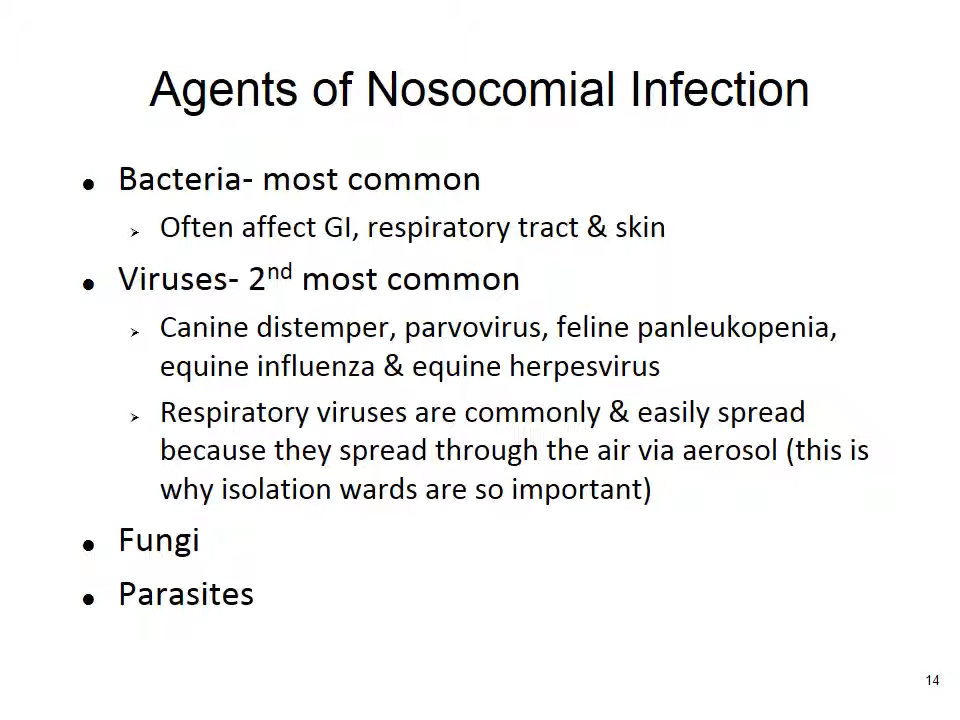 Agents of Nosocomial Infection
● Bacteria- most common
➢ Often affect GI, respiratory tract & skin
● Viruses- 2nd most common
➢ Canine distemper, parvovirus, feline panleukopenia,
equine influenza & equine herpesvirus
➢ Respiratory viruses are commonly & easily spread
because they spread through the air via aerosol (this is
why isolation wards are so important)
● Fungi
● Parasites
14